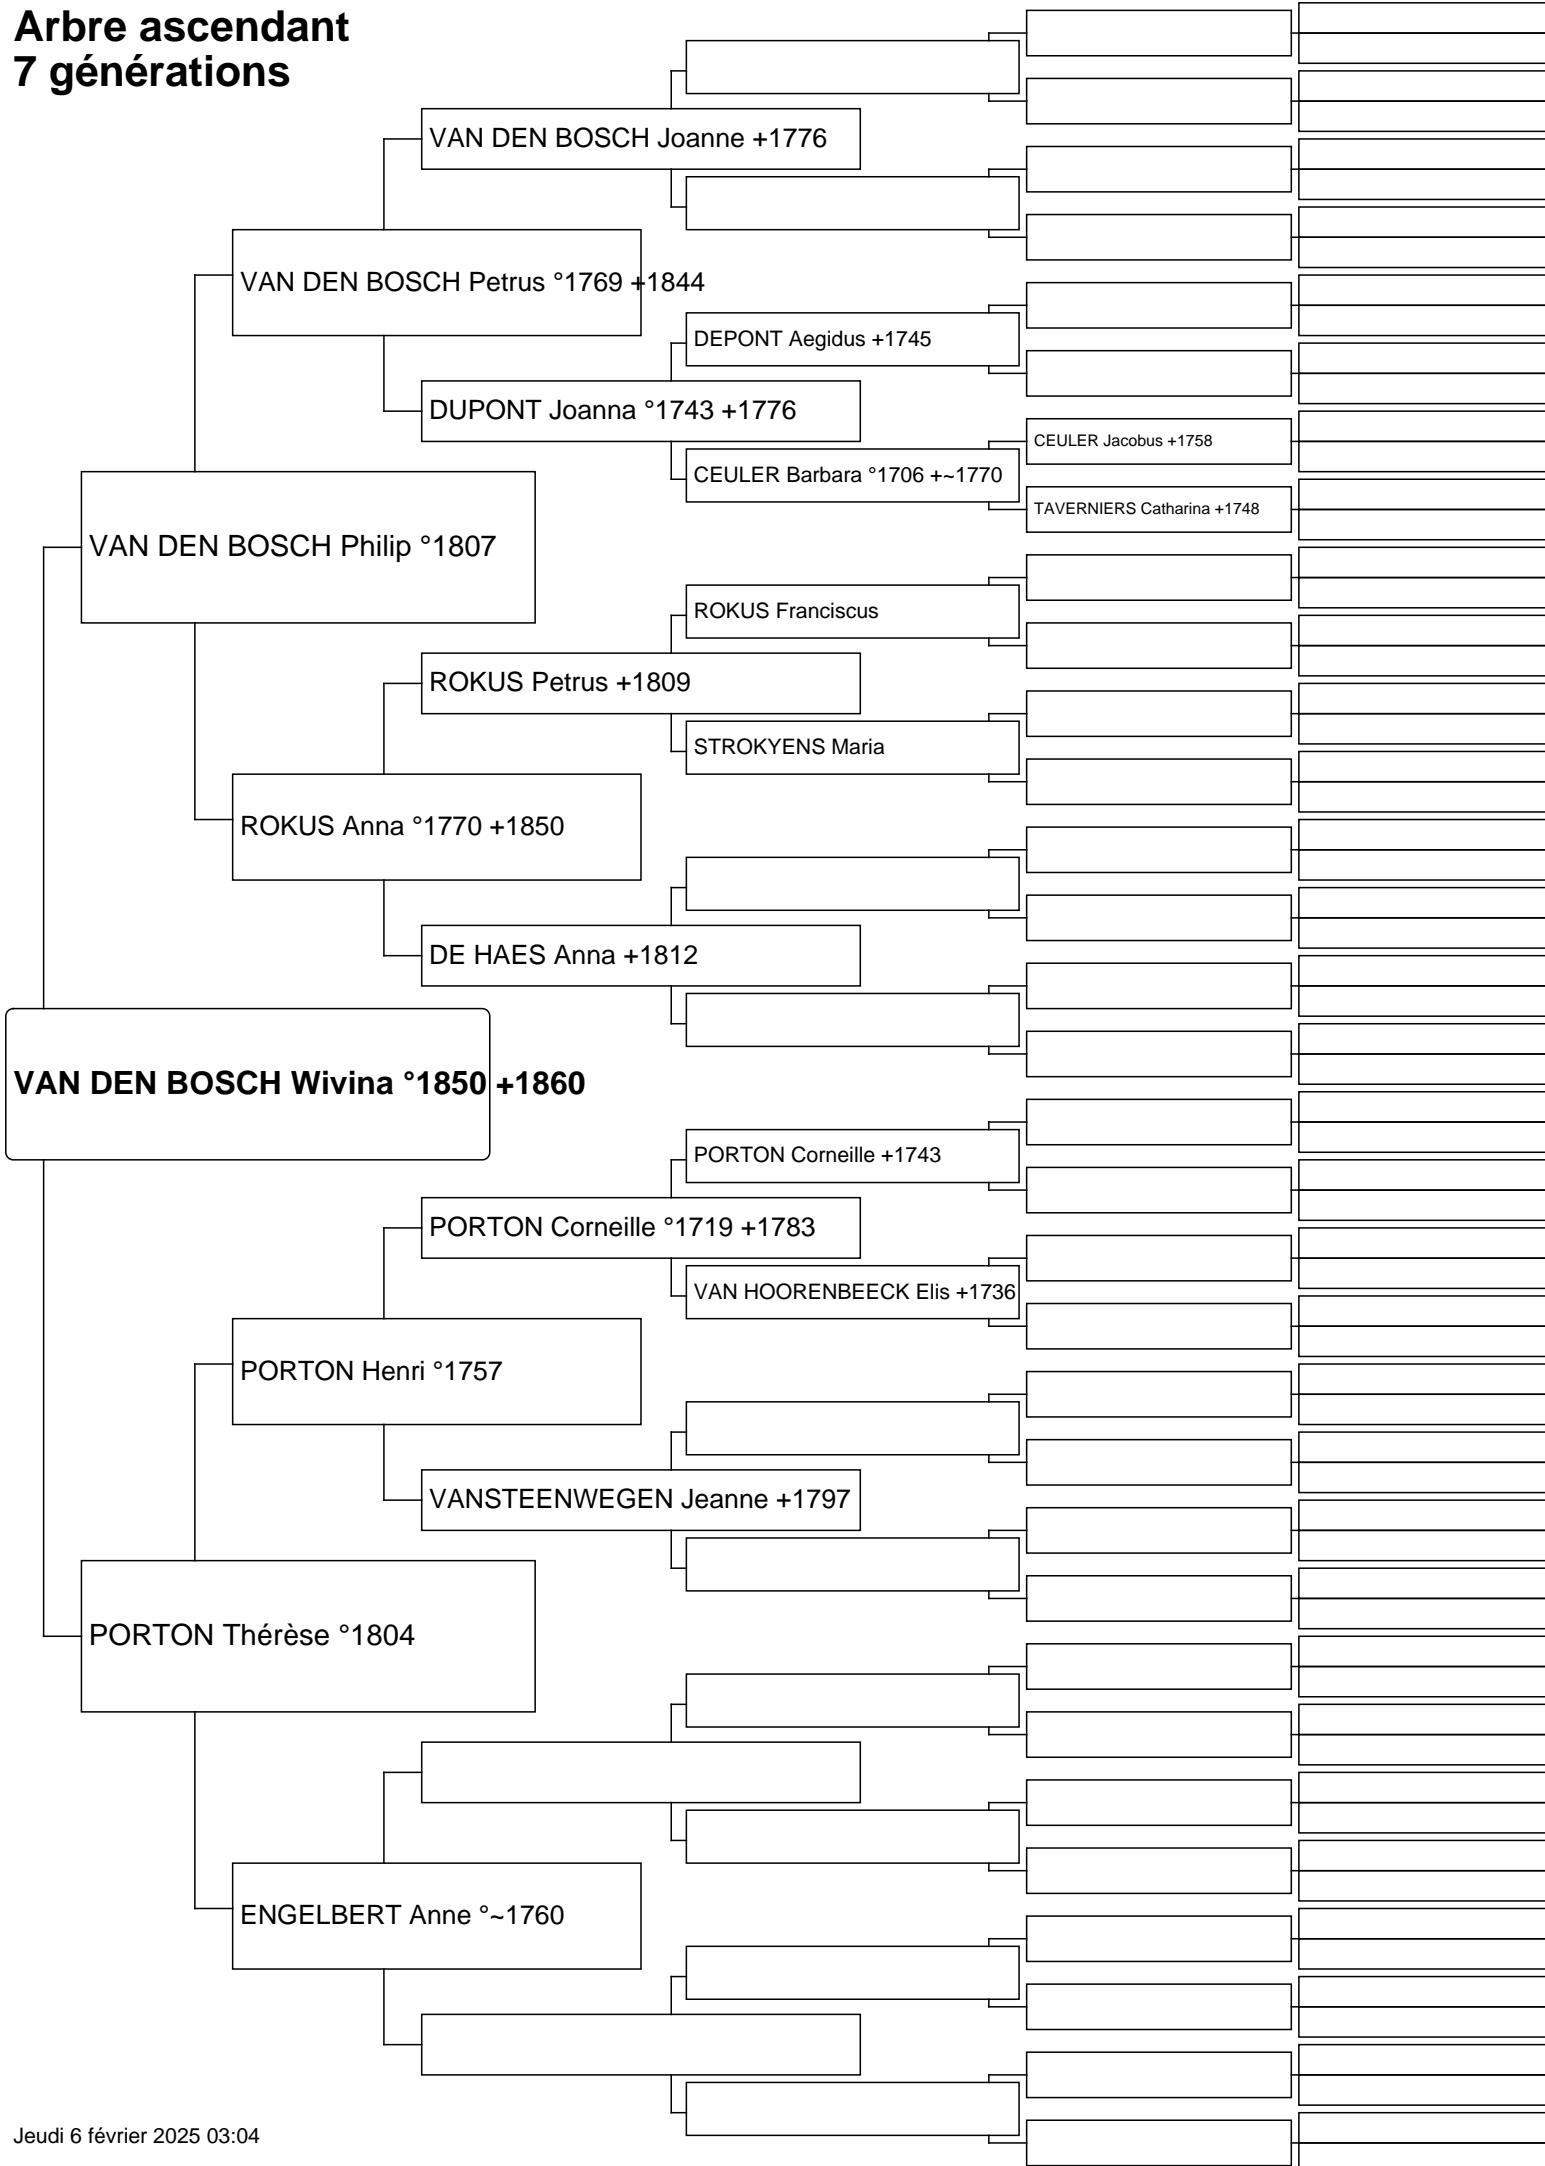 Arbre ascendant
7 générations
VAN DEN BOSCH Joanne +1776
VAN DEN BOSCH Petrus °1769 +1844
DEPONT Aegidus +1745
DUPONT Joanna °1743 +1776
CEULER Jacobus +1758
CEULER Barbara °1706 +~1770
TAVERNIERS Catharina +1748
VAN DEN BOSCH Philip °1807
ROKUS Franciscus
ROKUS Petrus +1809
STROKYENS Maria
ROKUS Anna °1770 +1850
DE HAES Anna +1812
VAN DEN BOSCH Wivina °1850 +1860
PORTON Corneille +1743
PORTON Corneille °1719 +1783
VAN HOORENBEECK Elis +1736
PORTON Henri °1757
VANSTEENWEGEN Jeanne +1797
PORTON Thérèse °1804
ENGELBERT Anne °~1760
Jeudi 6 février 2025 03:04